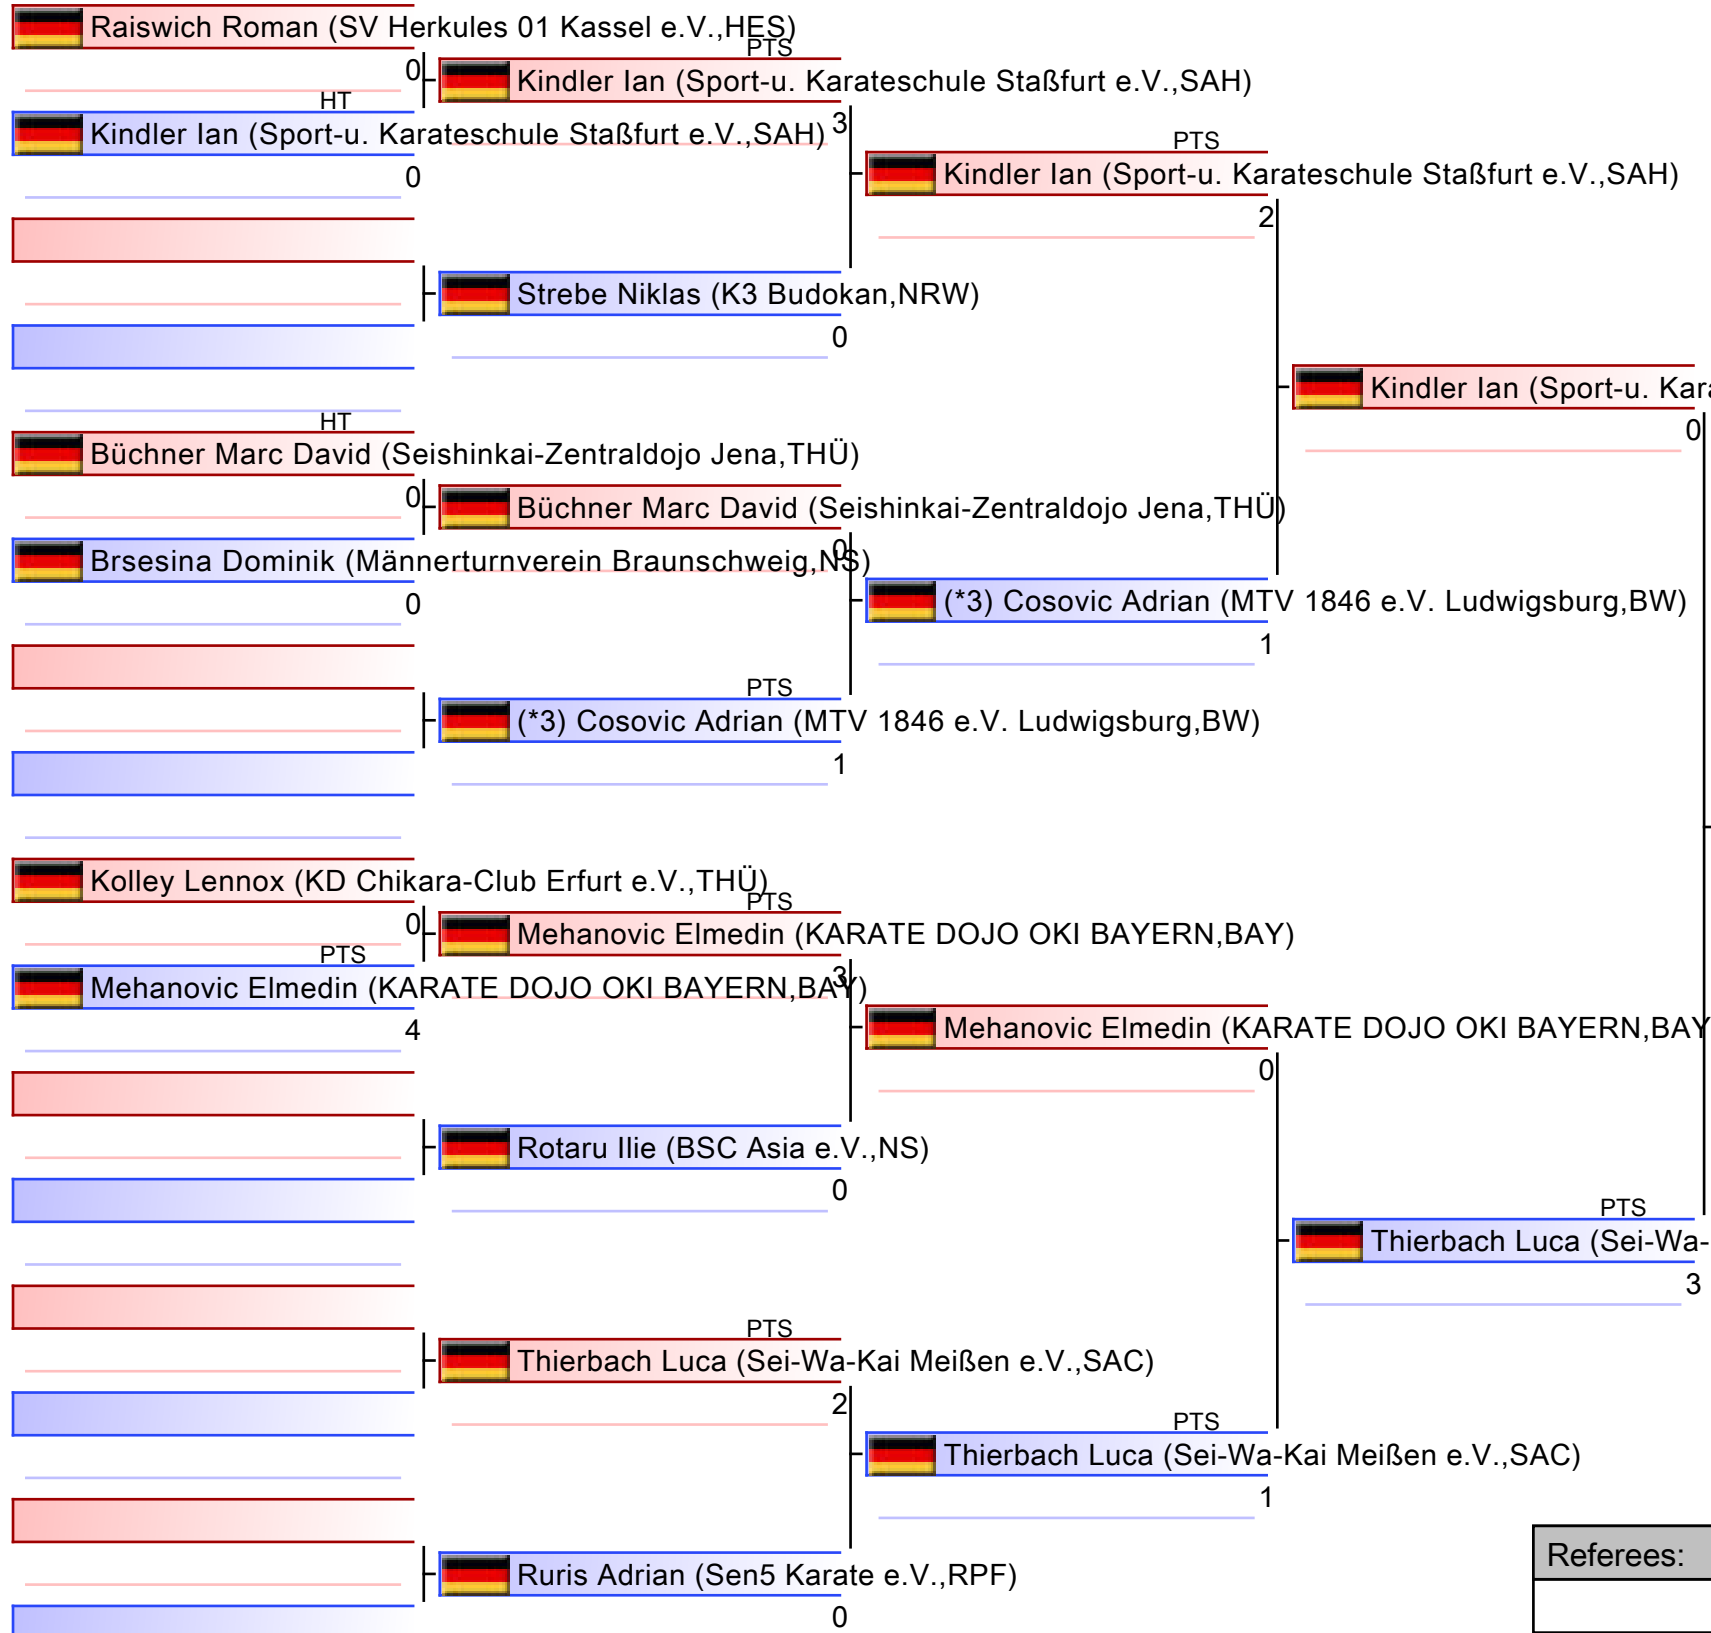 Raiswich Roman (SV Herkules 01 Kassel e.V.,HES)
0
PTS
Kindler Ian (Sport-u. Karateschule Staßfurt e.V.,SAH)
3
HT
Kindler Ian (Sport-u. Karateschule Staßfurt e.V.,SAH)
0
PTS
Kindler Ian (Sport-u. Karateschule Staßfurt e.V.,SAH)
2
Strebe Niklas (K3 Budokan,NRW)
0
Kindler Ian (Sport-u. Kara
0
HT
Büchner Marc David (Seishinkai-Zentraldojo Jena,THÜ)
0
Büchner Marc David (Seishinkai-Zentraldojo Jena,THÜ)
0
Brsesina Dominik (Männerturnverein Braunschweig,NS)
0
(*3) Cosovic Adrian (MTV 1846 e.V. Ludwigsburg,BW)
1
PTS
(*3) Cosovic Adrian (MTV 1846 e.V. Ludwigsburg,BW)
1
Kolley Lennox (KD Chikara-Club Erfurt e.V.,THÜ)
0
PTS
Mehanovic Elmedin (KARATE DOJO OKI BAYERN,BAY)
3
PTS
Mehanovic Elmedin (KARATE DOJO OKI BAYERN,BAY)
4
Mehanovic Elmedin (KARATE DOJO OKI BAYERN,BAY
0
Rotaru Ilie (BSC Asia e.V.,NS)
0
PTS
Thierbach Luca (Sei-Wa-
3
PTS
Thierbach Luca (Sei-Wa-Kai Meißen e.V.,SAC)
2
PTS
Thierbach Luca (Sei-Wa-Kai Meißen e.V.,SAC)
1
Ruris Adrian (Sen5 Karate e.V.,RPF)
0
Referees: